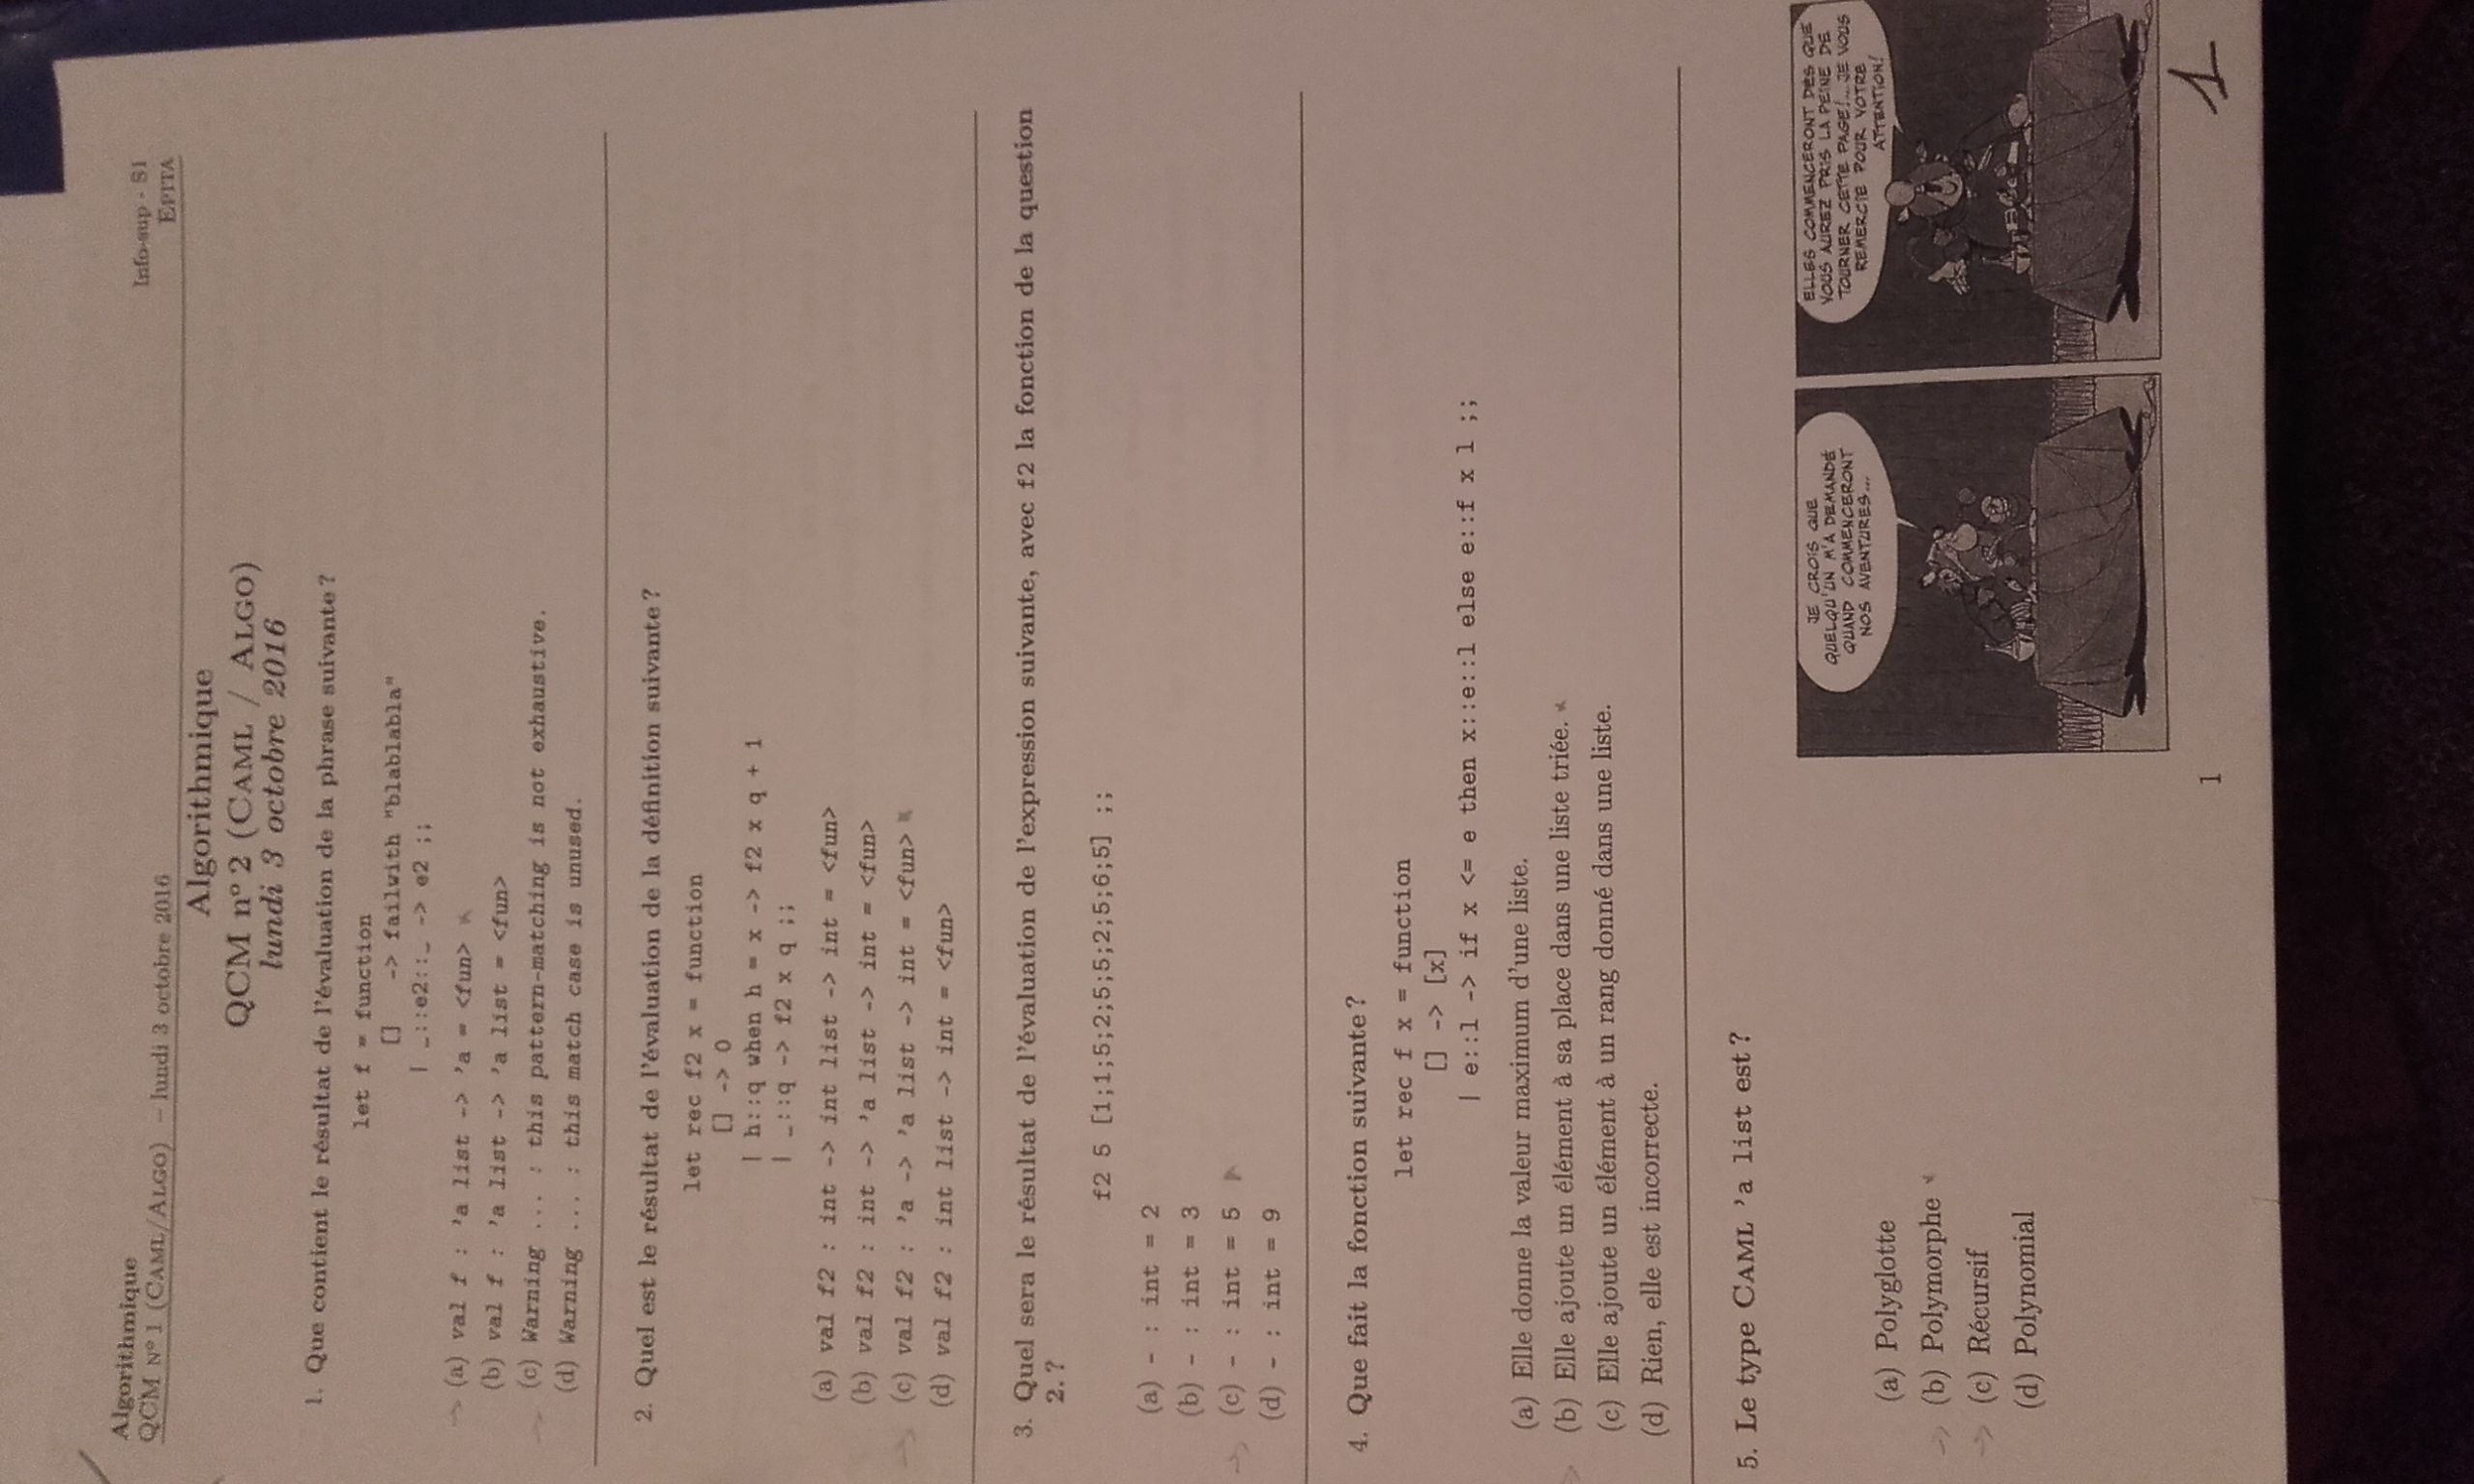 Algorithmique
QCM N° 1 (CAML/ALGO) – lundi 3 octobre 2016
Info-sup - S1
EPITA
Algorithmique
QCM n° 2 (CAML / ALGO)
lundi 3 octobre 2016
1. Que contient le résultat de l'évaluation de la phrase suivante ?
let f = function
[] -> failwith "blablabla"
| _::e2::_ -> e2 ;;
(a) val f : 'a list -> 'a = <fun>
(b) val f : 'a list -> 'a list = <fun>
(c) Warning ... : this pattern-matching is not exhaustive.
(d) Warning ... : this match case is unused.
2. Quel est le résultat de l'évaluation de la définition suivante ?
let rec f2 x = function
[] -> 0
| h::q when h = x -> f2 x q + 1
| _::q -> f2 x q ;;
(a) val f2 : int -> int list -> int = <fun>
(b) val f2 : int -> 'a list -> int = <fun>
(c) val f2 : 'a -> 'a list -> int = <fun>
(d) val f2 : int list -> int = <fun>
3. Quel sera le résultat de l'évaluation de l'expression suivante, avec f2 la fonction de la question
2. ?
f2 5 [1;1;5;2;5;5;2;5;6;5] ;;
(a) - : int = 2
(b) - : int = 3
(c) - : int = 5
(d) - : int = 9
4. Que fait la fonction suivante ?
let rec f x = function
[] -> [x]
| e::l -> if x <= e then x::e::l else e::f x l ;;
(a) Elle donne la valeur maximum d'une liste.
(b) Elle ajoute un élément à sa place dans une liste triée.
(c) Elle ajoute un élément à un rang donné dans une liste.
(d) Rien, elle est incorrecte.
5. Le type CAML 'a list est ?
(a) Polyglotte
(b) Polymorphe
(c) Récursif
(d) Polynomial
JE CROIS QUE
QUELQU'UN M'A DEMANDÉ
QUAND COMMENCERONT
NOS AVENTURES...
ELLES COMMENCERONT DÈS QUE
VOUS AUREZ PRIS LA PEINE DE
TOURNER CETTE PAGE!... JE VOUS
REMERCIE POUR VOTRE
ATTENTION!
1
1